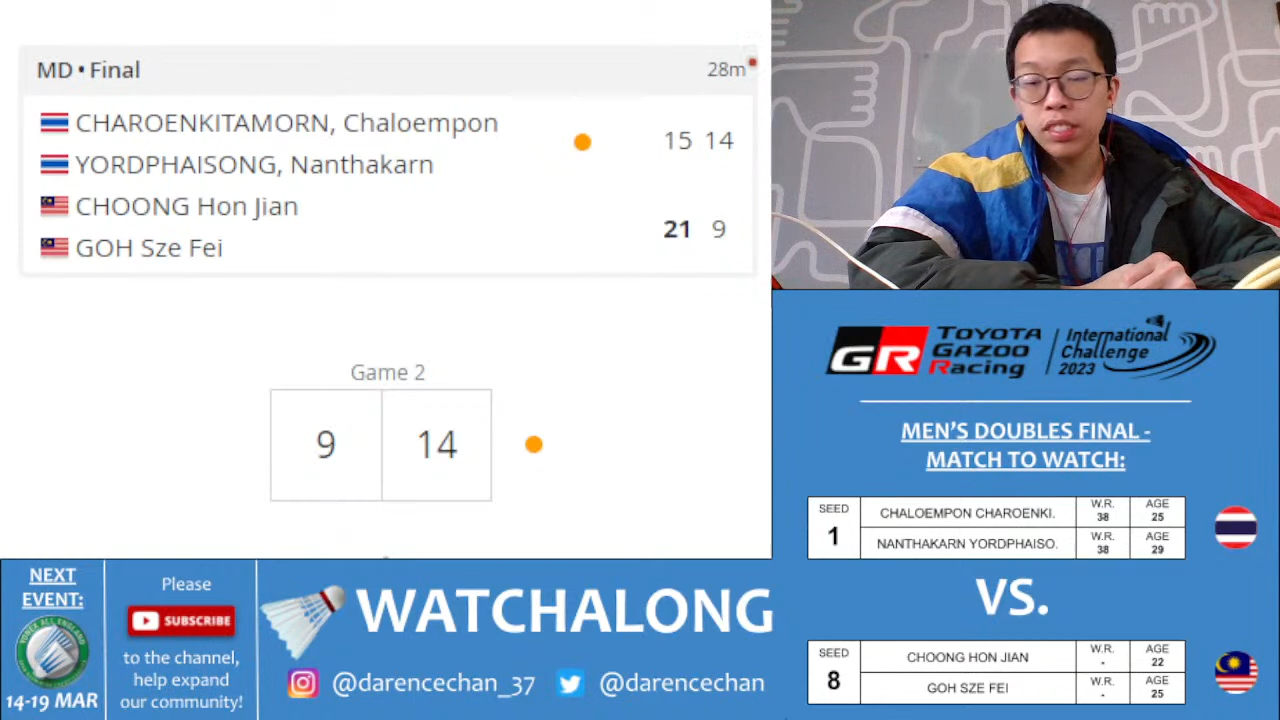 MD • Final
28m
CHAROENKITAMORN, Chaloempon
YORDPHAISONG, Nanthakarn
15 14
CHOONG Hon Jian
GOH Sze Fei
21 9
Game 2
9 14
GR TOYOTA GAZOO Racing
International Challenge 2023
MEN'S DOUBLES FINAL -
MATCH TO WATCH:
SEED 1
CHALOEMPON CHAROENKI. W.R. 38 AGE 25
NANTHAKARN YORDPHAISO. W.R. 38 AGE 29
VS.
SEED 8
CHOONG HON JIAN W.R. - AGE 22
GOH SZE FEI W.R. - AGE 25
NEXT
EVENT:
14-19 MAR
Please
SUBSCRIBE
to the channel,
help expand
our community!
WATCHALONG
@darencechan_37
@darencechan